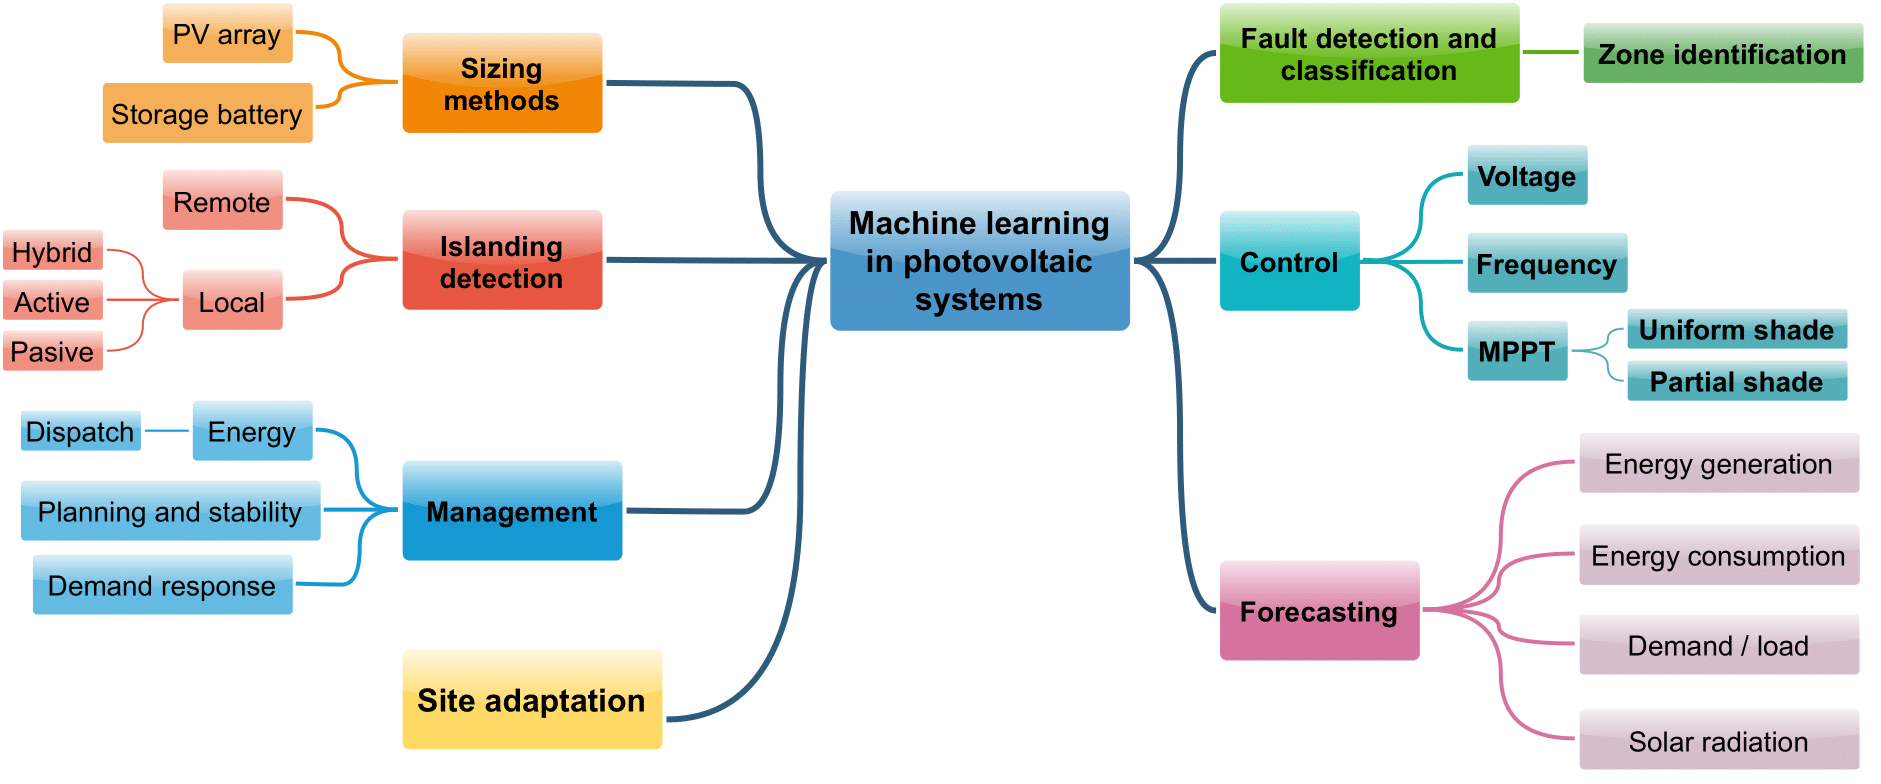 PV array
Storage battery
Sizing
methods
Remote
Hybrid
Active
Pasive
Local
Islanding
detection
Dispatch
Energy
Planning and stability
Demand response
Management
Site adaptation
Machine learning
in photovoltaic
systems
Fault detection and
classification
Zone identification
Control
Voltage
Frequency
MPPT
Uniform shade
Partial shade
Forecasting
Energy generation
Energy consumption
Demand / load
Solar radiation